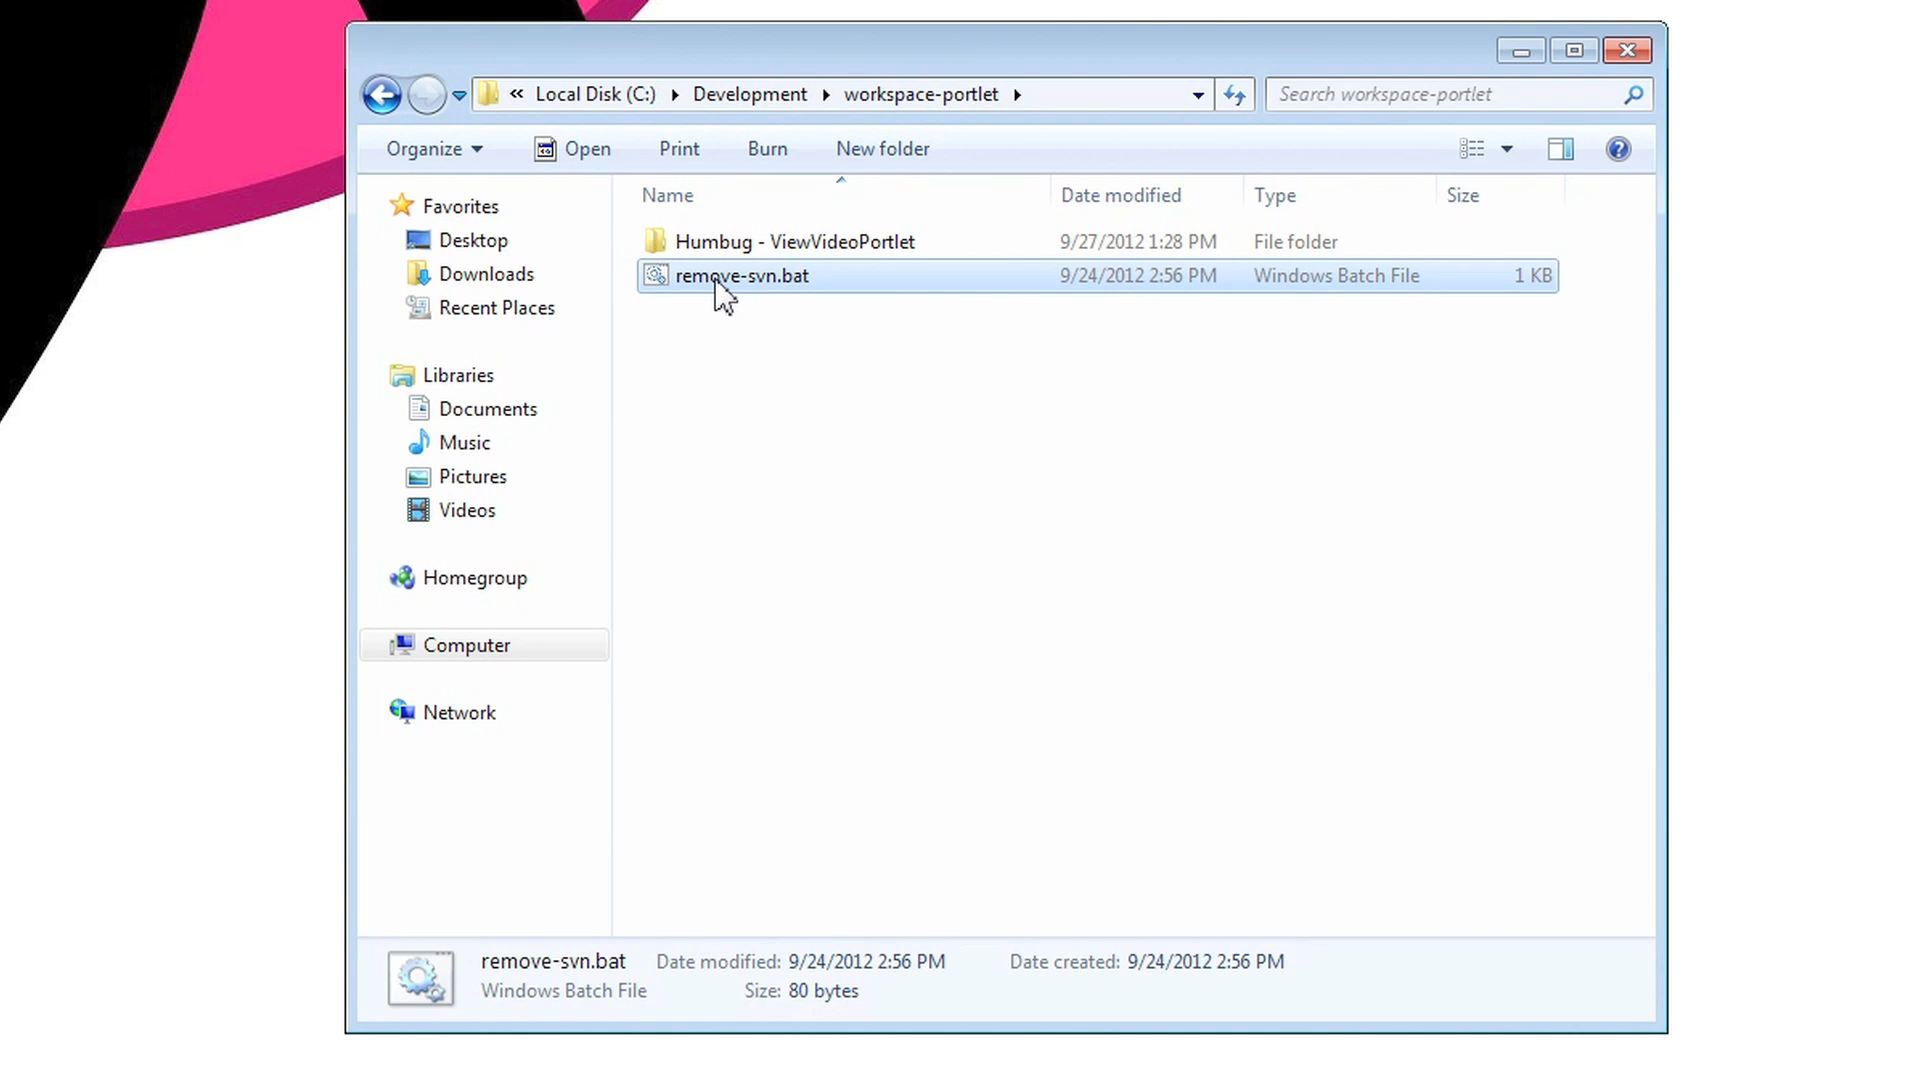 « Local Disk (C:) Development workspace-portlet
Search workspace-portlet
Organize Open Print Burn New folder
Favorites
Desktop
Downloads
Recent Places
Libraries
Documents
Music
Pictures
Videos
Homegroup
Computer
Network
Name Date modified Type Size
Humbug - ViewVideoPortlet 9/27/2012 1:28 PM File folder
remove-svn.bat 9/24/2012 2:56 PM Windows Batch File 1 KB
remove-svn.bat Date modified: 9/24/2012 2:56 PM Date created: 9/24/2012 2:56 PM
Windows Batch File Size: 80 bytes